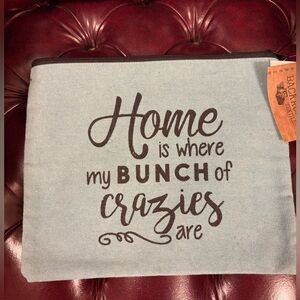 Home
is where
my BUNCH of
crazies
are